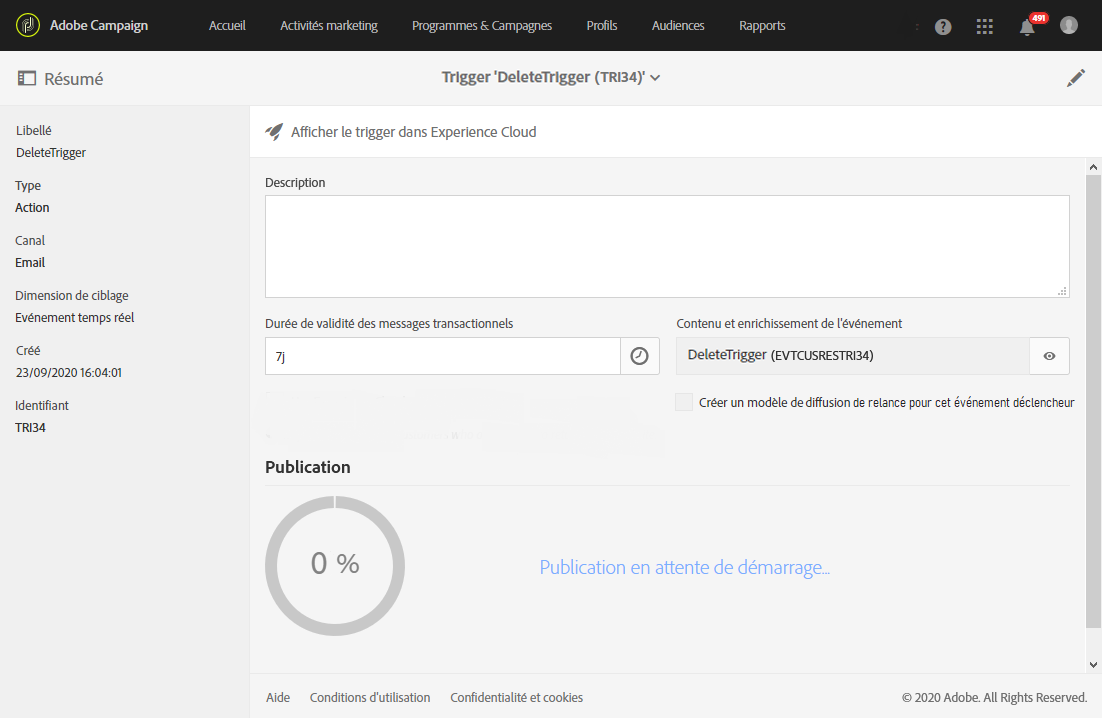 Adobe Campaign Accueil Activités marketing Programmes & Campagnes Profils Audiences Rapports ? 491
Résumé Trigger 'DeleteTrigger (TRI34)'
Libellé
DeleteTrigger
Type
Action
Canal
Email
Dimension de ciblage
Evénement temps réel
Créé
23/09/2020 16:04:01
Identifiant
TRI34
Afficher le trigger dans Experience Cloud
Description
Durée de validité des messages transactionnels
7j
Contenu et enrichissement de l'événement
DeleteTrigger (EVTCUSRESTRI34)
Créer un modèle de diffusion de relance pour cet événement déclencheur
Publication
0 %
Publication en attente de démarrage...
Aide Conditions d'utilisation Confidentialité et cookies © 2020 Adobe. All Rights Reserved.